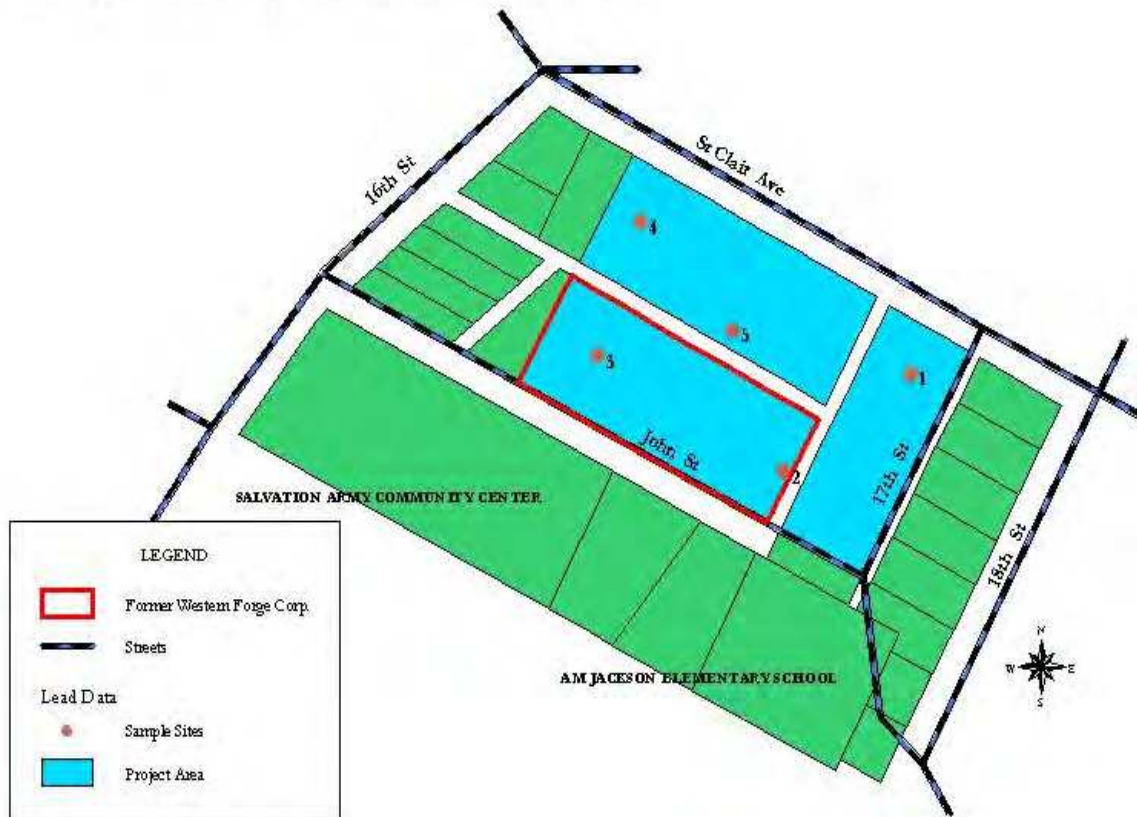 St Clair Ave
16th St
4
5
3
1
John St
2
17th St
18th St
SALVATION ARMY COMMUNITY CENTER
AM JACKSON ELEMENTARY SCHOOL
N
W E
S
LEGEND
Former Western Forge Corp.
Streets
Lead Data
Sample Sites
Project Area